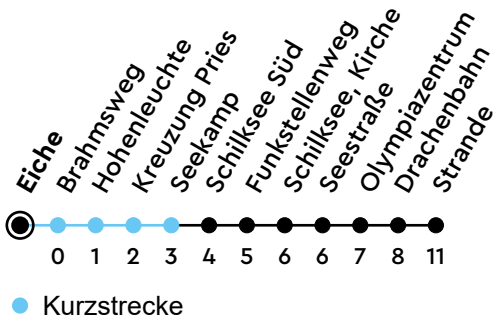 Eiche
Brahmsweg
Hohenleuchte
Kreuzung Pries
Seekamp
Schilksee Süd
Funkstellenweg
Schilksee, Kirche
Seestraße
Olympiazentrum
Drachenbahn
Strande
0 1 2 3 4 5 6 6 7 8 11
Kurzstrecke